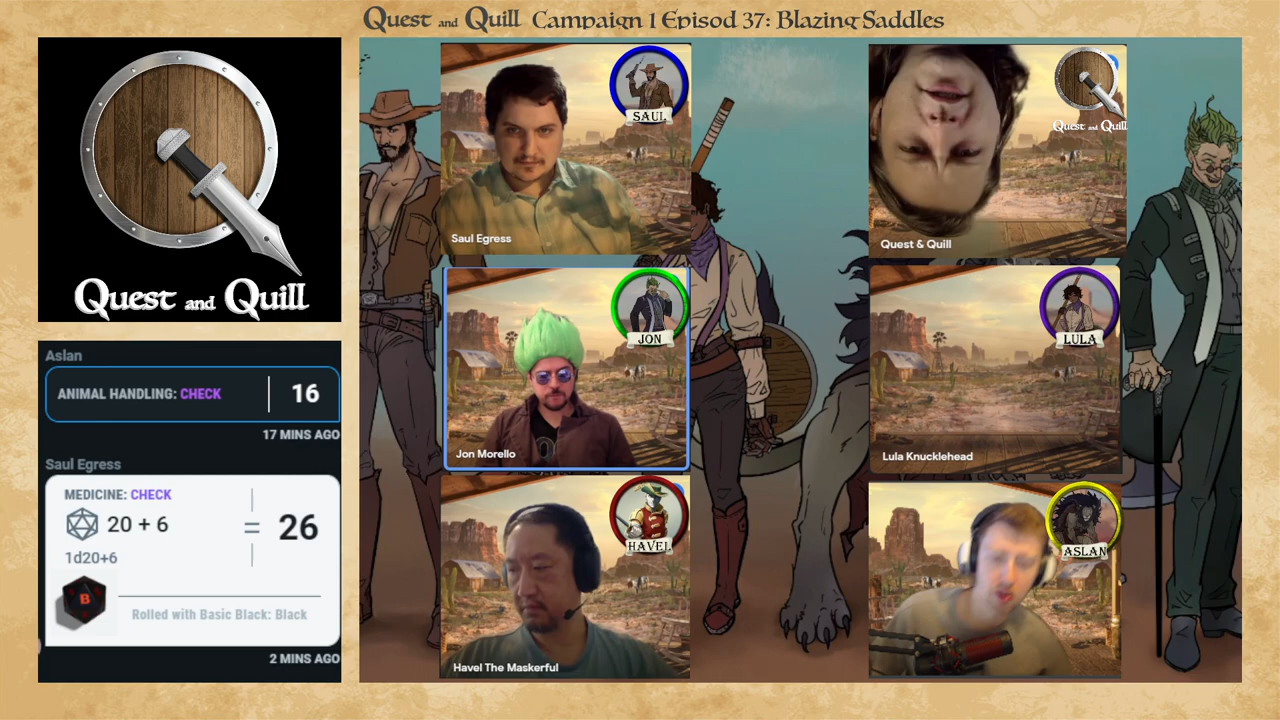 Quest and Quill Campaign 1 Episod 37: Blazing Saddles
Quest and Quill
Aslan
ANIMAL HANDLING: CHECK 16
17 MINS AGO
Saul Egress
MEDICINE: CHECK
20 + 6 = 26
1d20+6
B
Rolled with Basic Black: Black
2 MINS AGO
SAUL
Saul Egress
Quest and Quill
Quest & Quill
JON
Jon Morello
LULA
Lula Knucklehead
HAVEL
Havel The Maskerful
ASLAN